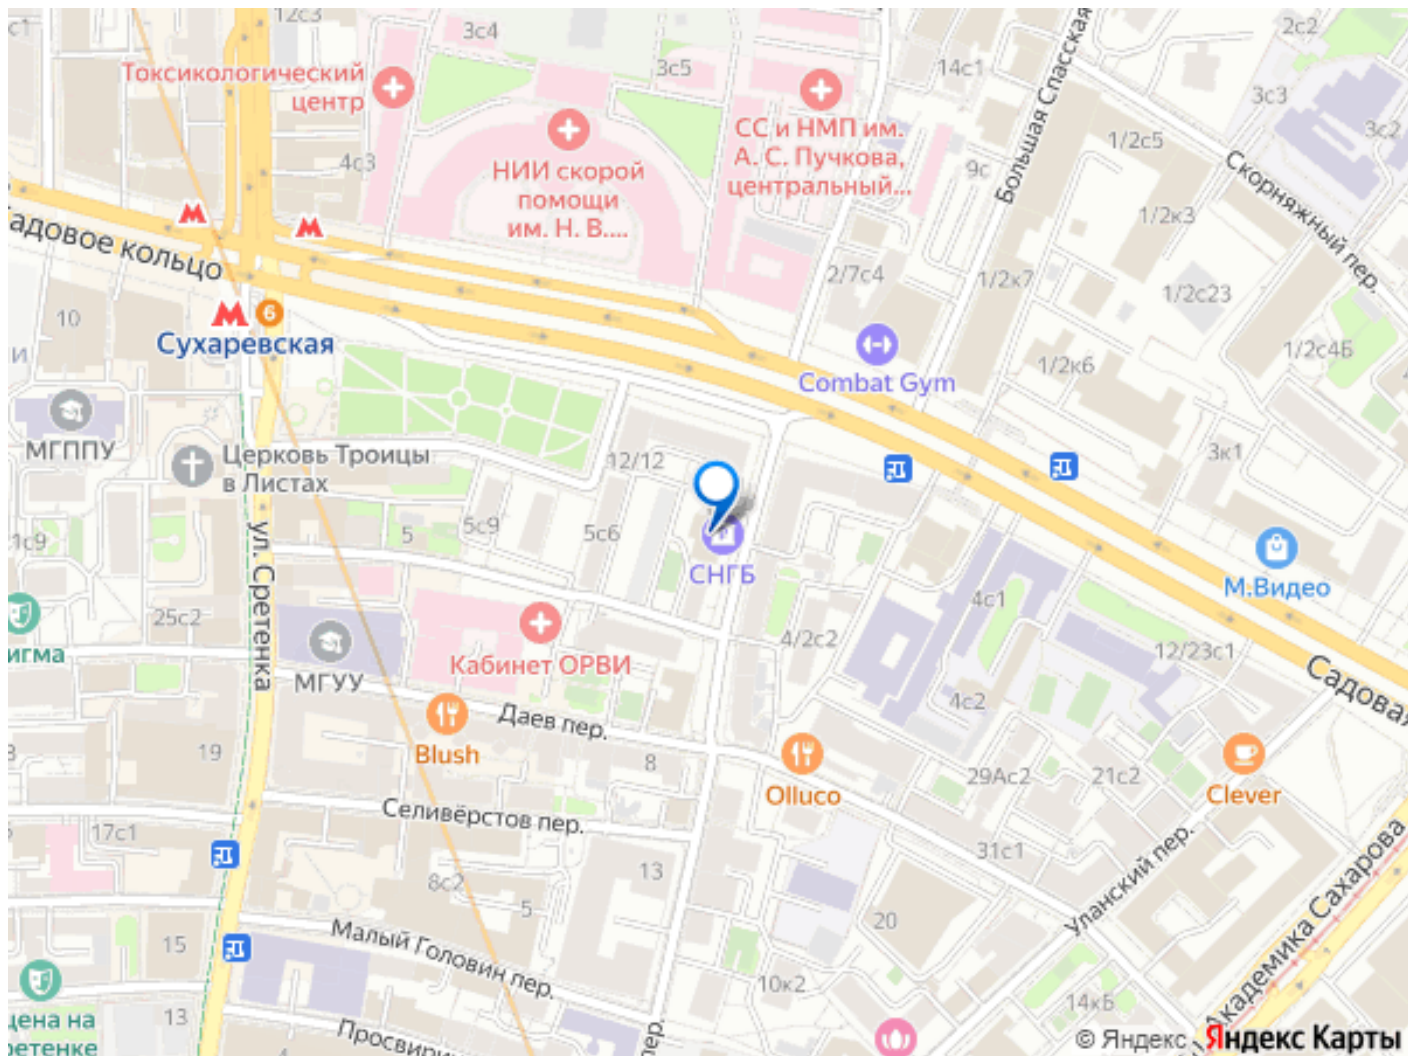 12с3
3с4
3с5
14с1
2с2
с1
Токсикологический
центр
НИИ скорой
помощи
им. Н. В....
СС и НМП им.
А. С. Пучкова,
центральный...
Большая Спасская
3с3
3с2
1/2с5
9с
4с3
Скорняжный пер.
1/2к3
адовое кольцо
2/7с4
1/2к7
1/2с23
10
6
Сухаревская
1/2с4Б
1/2к6
Combat Gym
и
МГППУ
Церковь Троицы
в Листах
12/12
3к1
1с9
5
5с9
5с6
СНГБ
М.Видео
ул. Сретенка
4с1
25с2
игма
МГУУ
Кабинет ОРВИ
4/2с2
12/23с1
Садовая
4с2
Даев пер.
Blush
19
8
Olluco
29Ас2
21с2
Clever
Селивёрстов пер.
17с1
31с1
Уланский пер.
13
8с2
5
20
Академика Сахарова
15
Малый Головин пер.
10к2
14кБ
цена на
ретенке
13
Просвири
4
пер.
© Яндекс
Яндекс Карты